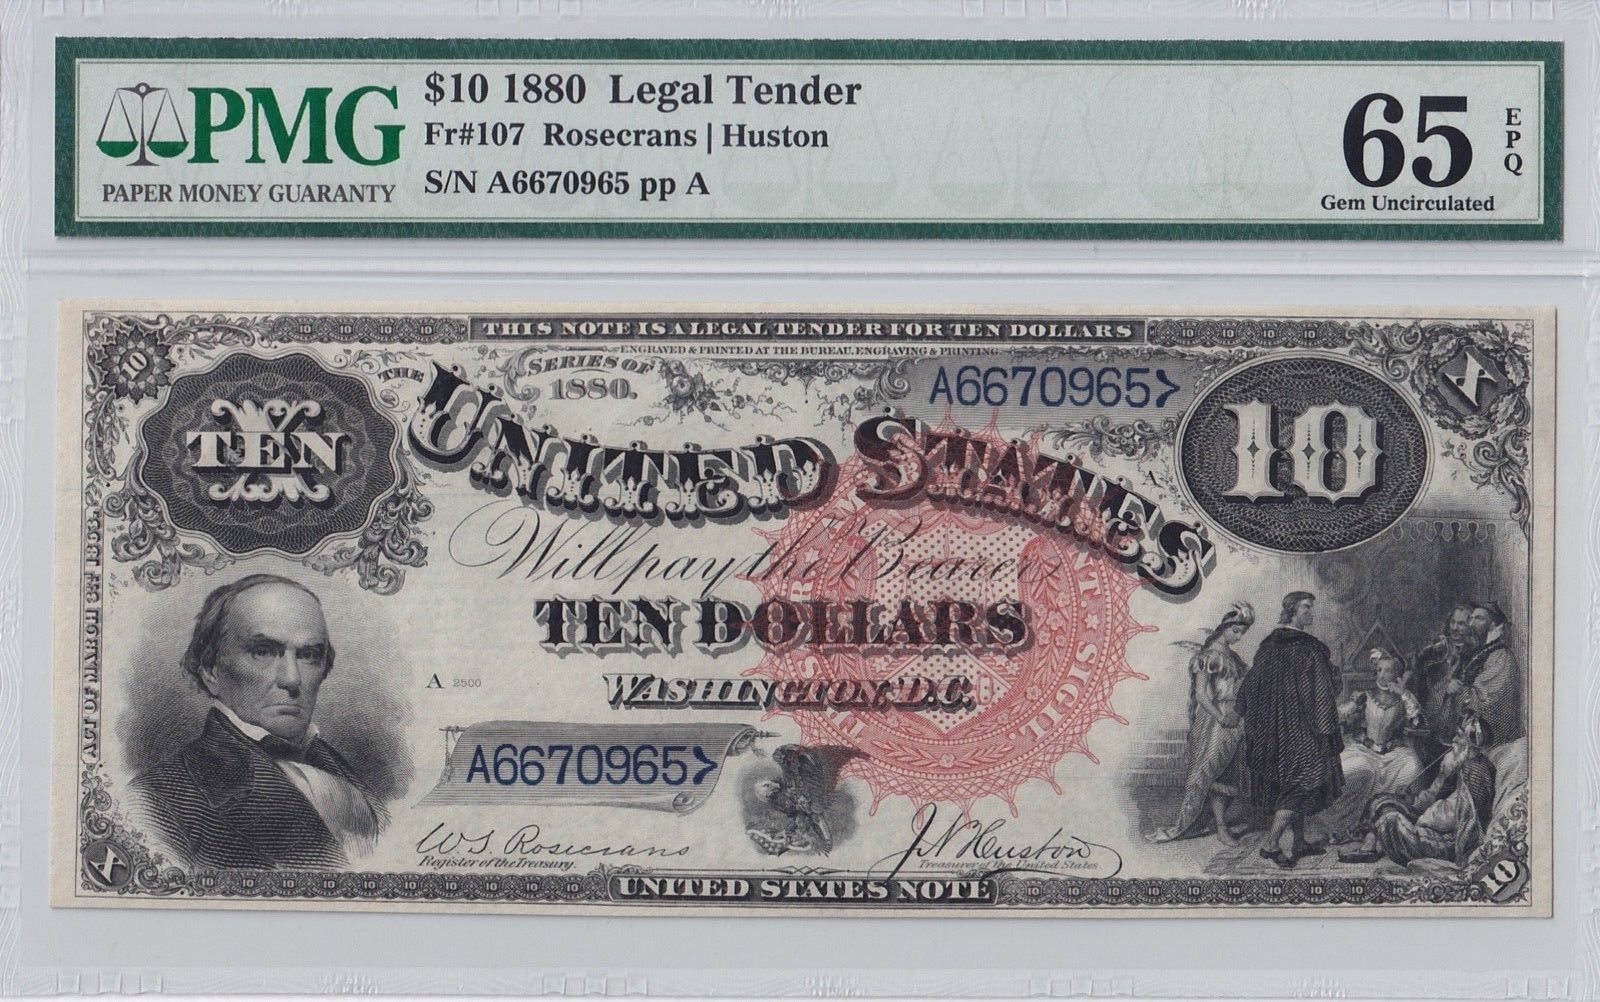 PMG
PAPER MONEY GUARANTY
$10 1880 Legal Tender
Fr#107 Rosecrans | Huston
S/N A6670965 pp A
65
EPQ
Gem Uncirculated
THIS NOTE IS A LEGAL TENDER FOR TEN DOLLARS
ENGRAVED & PRINTED AT THE BUREAU, ENGRAVING & PRINTING
10
X
TEN
X
SERIES OF
1880.
A6670965
10
THE
UNITED STATES
A
Will pay the Bearer
TEN DOLLARS
WASHINGTON, D.C.
A 2500
A6670965
ACT OF MARCH 3RD 1863.
W. S. Rosecrans
Register of the Treasury.
J N Huston
Treasurer of the United States.
X
UNITED STATES NOTE
10